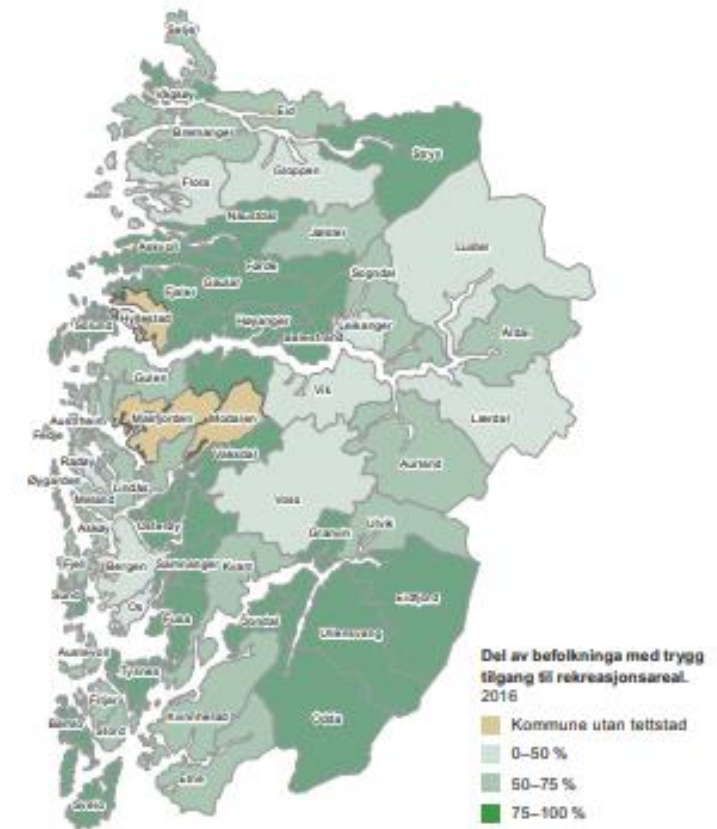 Selje
Vågsøy
Eid
Bremanger
Stryn
Gloppen
Flora
Naustdal
Jølster
Luster
Askvoll
Førde
Sogndal
Gaular
Fjaler
Hyllestad
Høyanger
Leikanger
Solund
Balestrand
Årdal
Gulen
Vik
Masfjorden
Modalen
Lærdal
Austrheim
Fedje
Vaksdal
Radøy
Aurland
Øygarden
Lindås
Meland
Voss
Osterøy
Askøy
Ulvik
Granvin
Fjell
Bergen
Samnanger
Kvam
Sund
Eidfjord
Os
Fusa
Jondal
Ullensvang
Austevoll
Tysnes
Fitjar
Kvinnherad
Bømlo
Stord
Odda
Etne
Sveio
Del av befolkninga med trygg
tilgang til rekreasjonsareal.
2016
Kommune utan tettstad
0–50 %
50–75 %
75–100 %